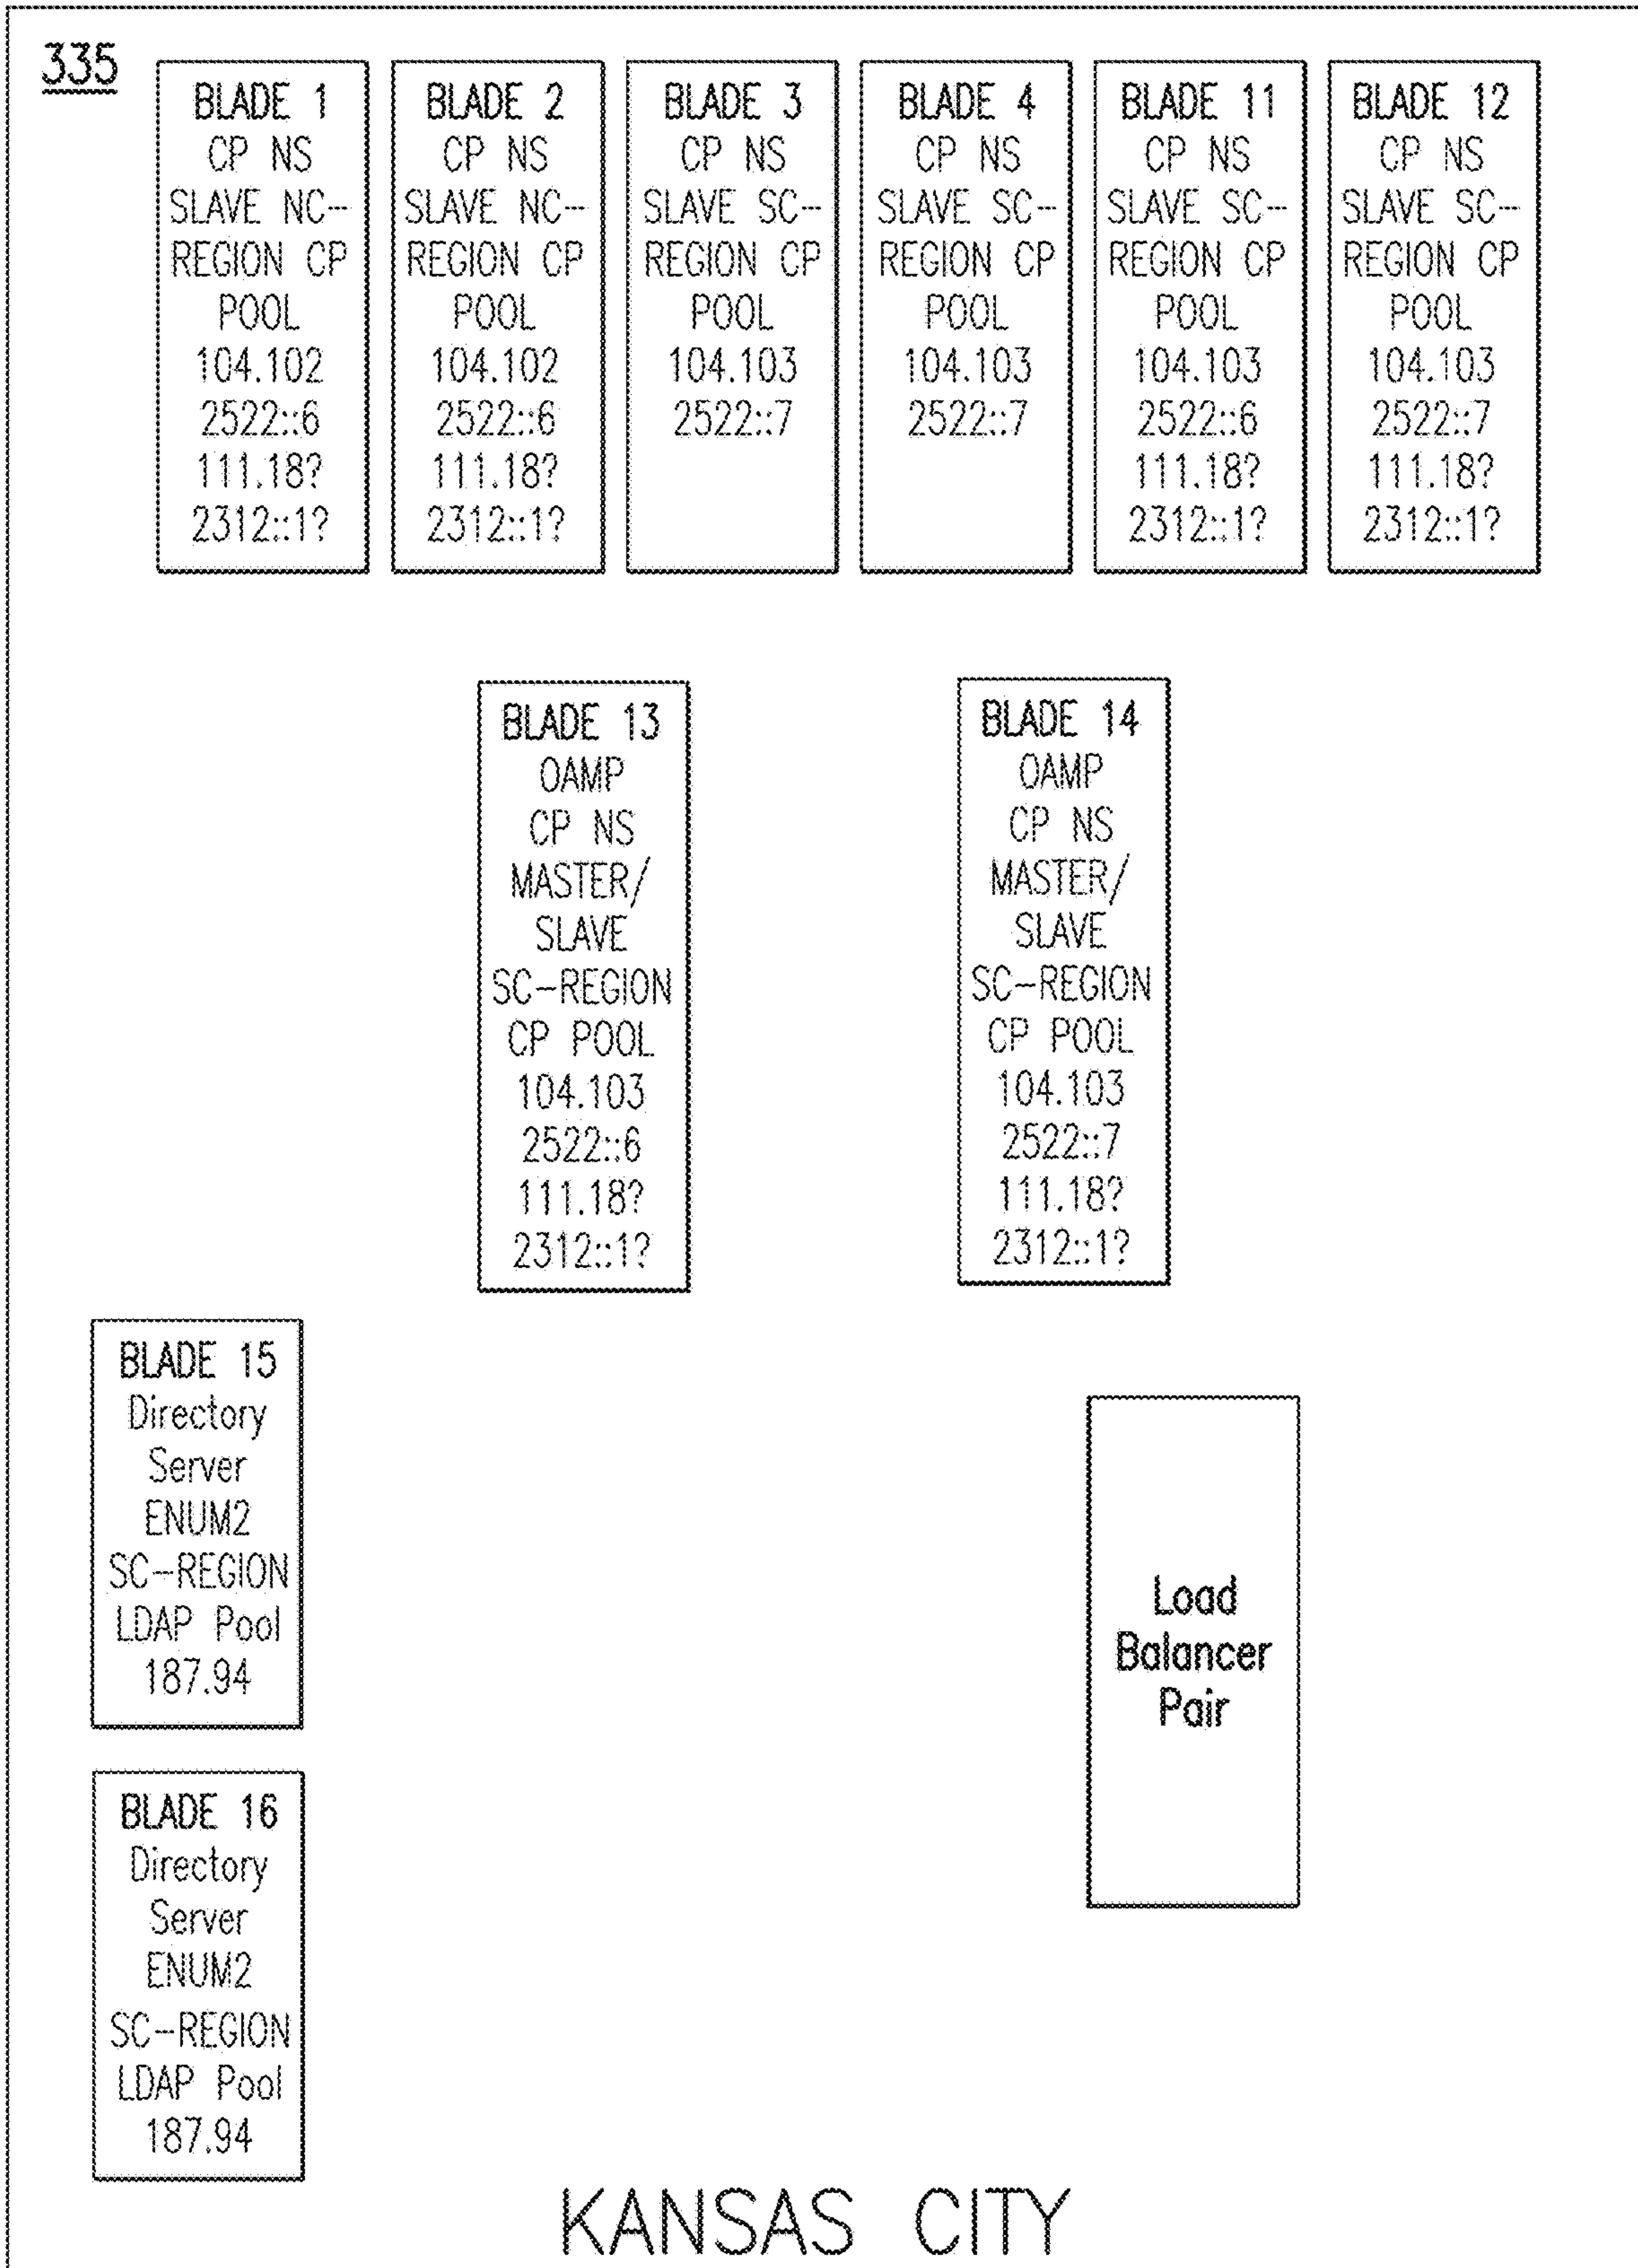 335
BLADE 1
CP NS
SLAVE NC-
REGION CP
POOL
104.102
2522::6
111.18?
2312::1?
BLADE 2
CP NS
SLAVE NC-
REGION CP
POOL
104.102
2522::6
111.18?
2312::1?
BLADE 3
CP NS
SLAVE SC-
REGION CP
POOL
104.103
2522::7
BLADE 4
CP NS
SLAVE SC-
REGION CP
POOL
104.103
2522::7
BLADE 11
CP NS
SLAVE SC-
REGION CP
POOL
104.103
2522::6
111.18?
2312::1?
BLADE 12
CP NS
SLAVE SC-
REGION CP
POOL
104.103
2522::7
111.18?
2312::1?
BLADE 13
OAMP
CP NS
MASTER/
SLAVE
SC-REGION
CP POOL
104.103
2522::6
111.18?
2312::1?
BLADE 14
OAMP
CP NS
MASTER/
SLAVE
SC-REGION
CP POOL
104.103
2522::7
111.18?
2312::1?
BLADE 15
Directory
Server
ENUM2
SC-REGION
LDAP Pool
187.94
Load
Balancer
Pair
BLADE 16
Directory
Server
ENUM2
SC-REGION
LDAP Pool
187.94
KANSAS CITY